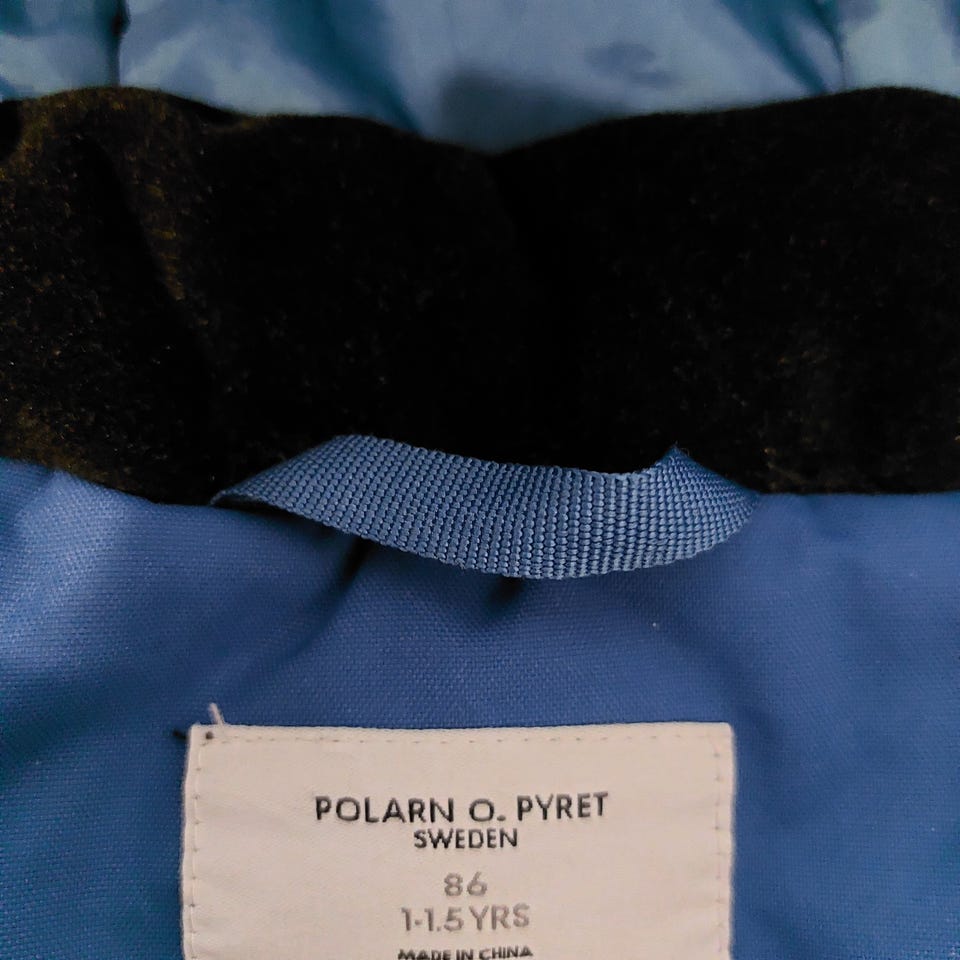 POLARN O. PYRET
SWEDEN
86
1-1.5 YRS
MADE IN CHINA